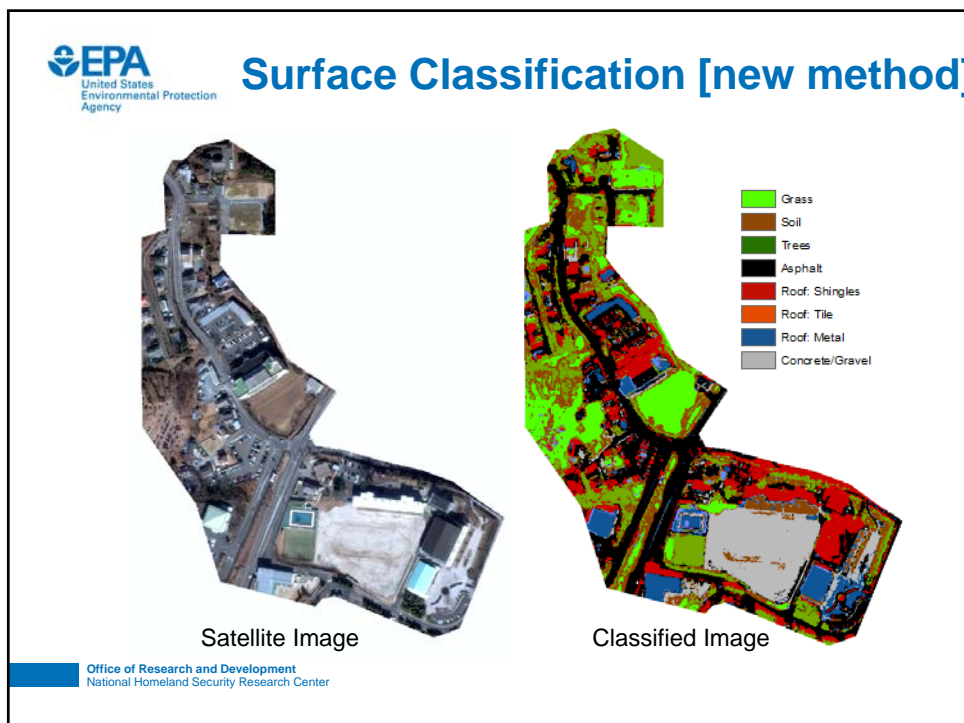 EPA
United States
Environmental Protection
Agency
Surface Classification [new method]
Grass
Soil
Trees
Asphalt
Roof: Shingles
Roof: Tile
Roof: Metal
Concrete/Gravel
Satellite Image
Classified Image
Office of Research and Development
National Homeland Security Research Center